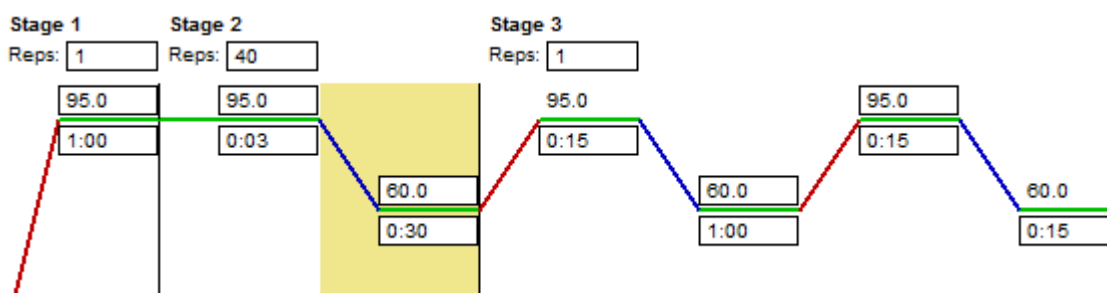 Stage 1 Stage 2 Stage 3
Reps: 1 Reps: 40 Reps: 1
95.0 95.0 95.0 95.0
1:00 0:03 0:15 0:15
60.0 60.0 60.0
0:30 1:00 0:15